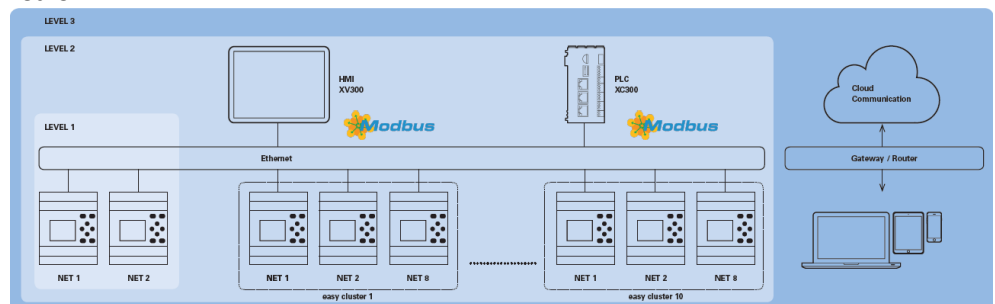 LEVEL 3
LEVEL 2
HMI
XV300
PLC
XC300
Cloud
Communication
Modbus
Modbus
LEVEL 1
Ethernet
Gateway / Router
NET 1
NET 2
NET 1
NET 2
NET 8
NET 1
NET 2
NET 8
easy cluster 1
easy cluster 10